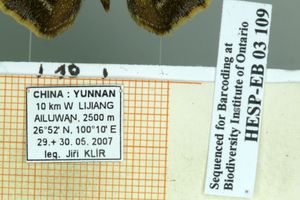 10
CHINA : YUNNAN
10 km W LIJIANG
AILUWAN, 2500 m
26°52' N, 100°10' E
29.+ 30. 05. 2007
leg. Jiří KLÍR
Sequenced for Barcoding at
Biodiversity Institute of Ontario
HESP-EB 03 109